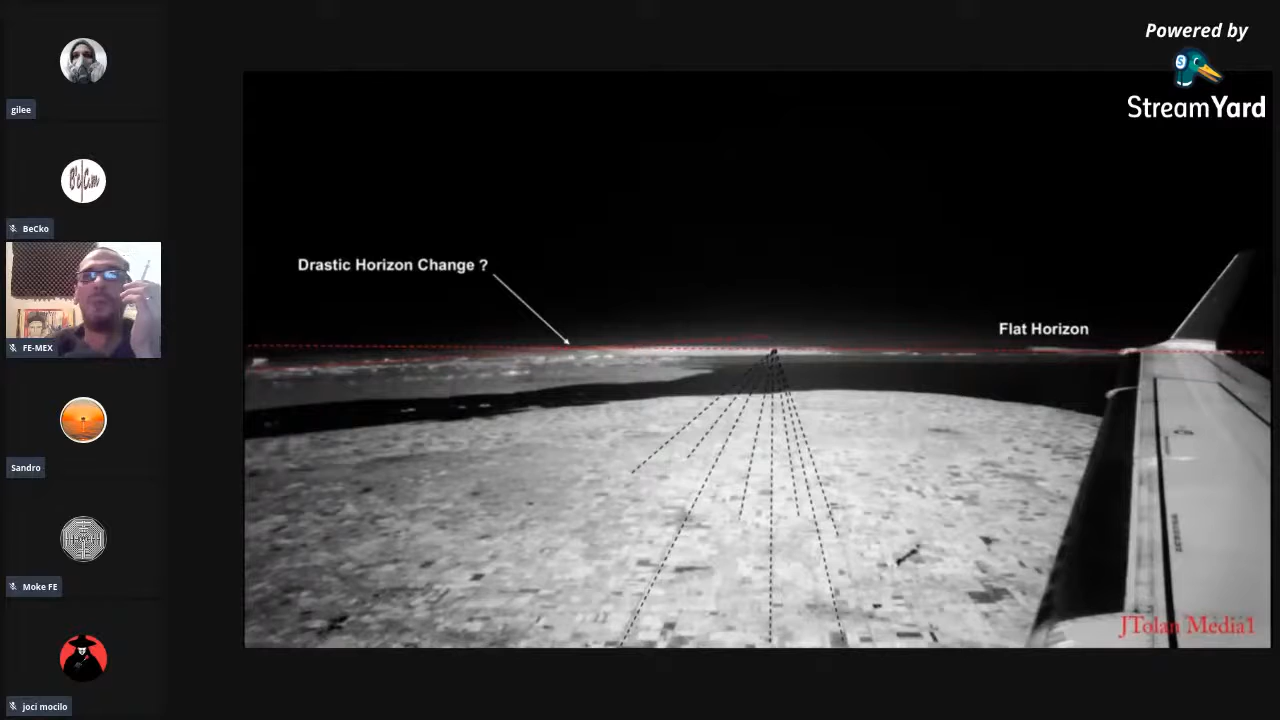 Powered by
StreamYard
gilee
BeCko
FE-MEX
Sandro
Moke FE
joci mocilo
Drastic Horizon Change ?
Flat Horizon
JTolan Media1